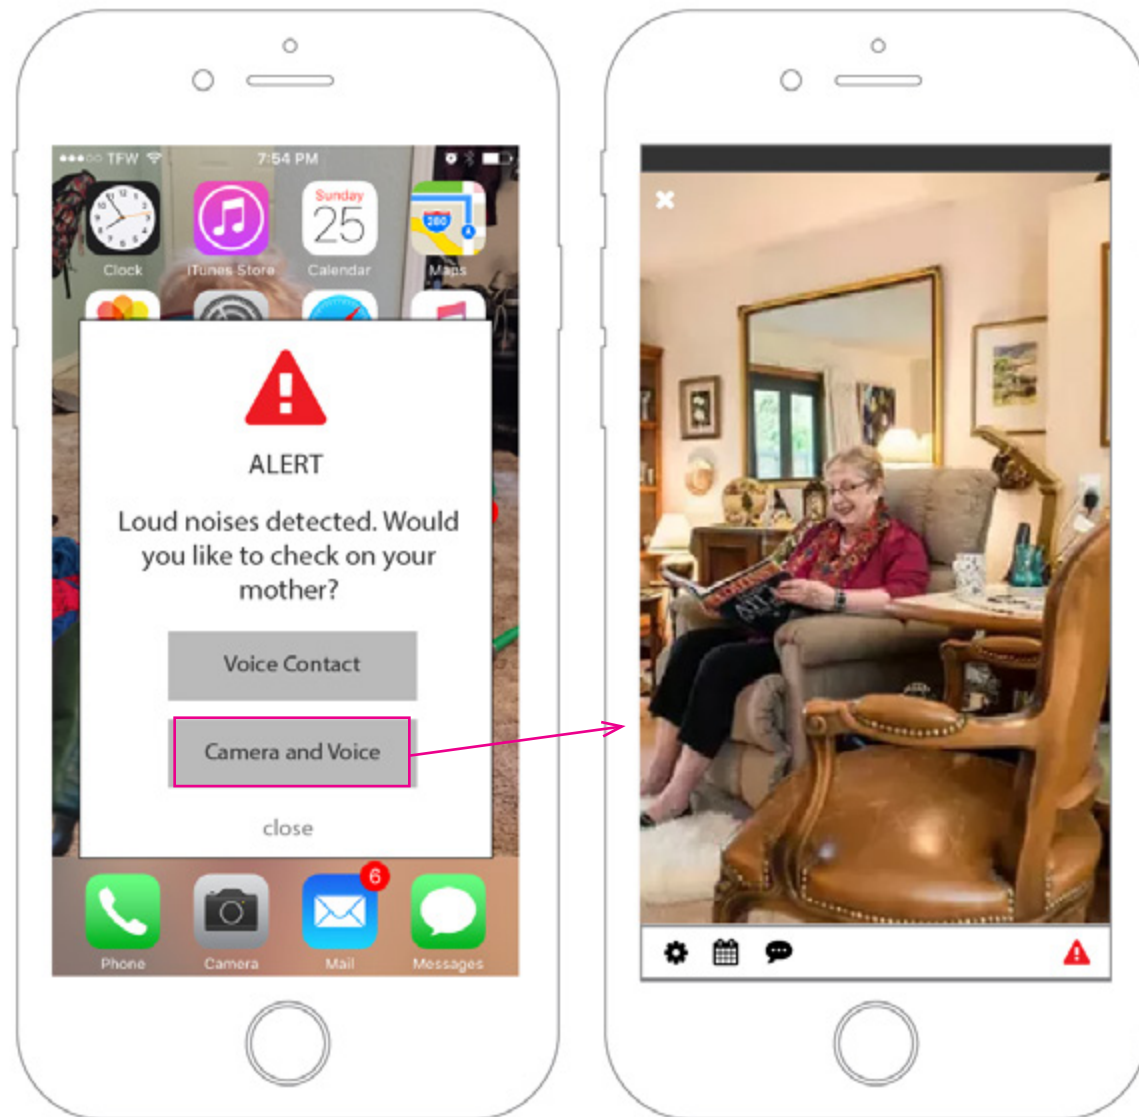 TFW
7:54 PM
Sunday
25
280
Clock
iTunes Store
Calendar
Maps
ALERT
Loud noises detected. Would
you like to check on your
mother?
Voice Contact
Camera and Voice
close
6
Phone
Camera
Mail
Messages